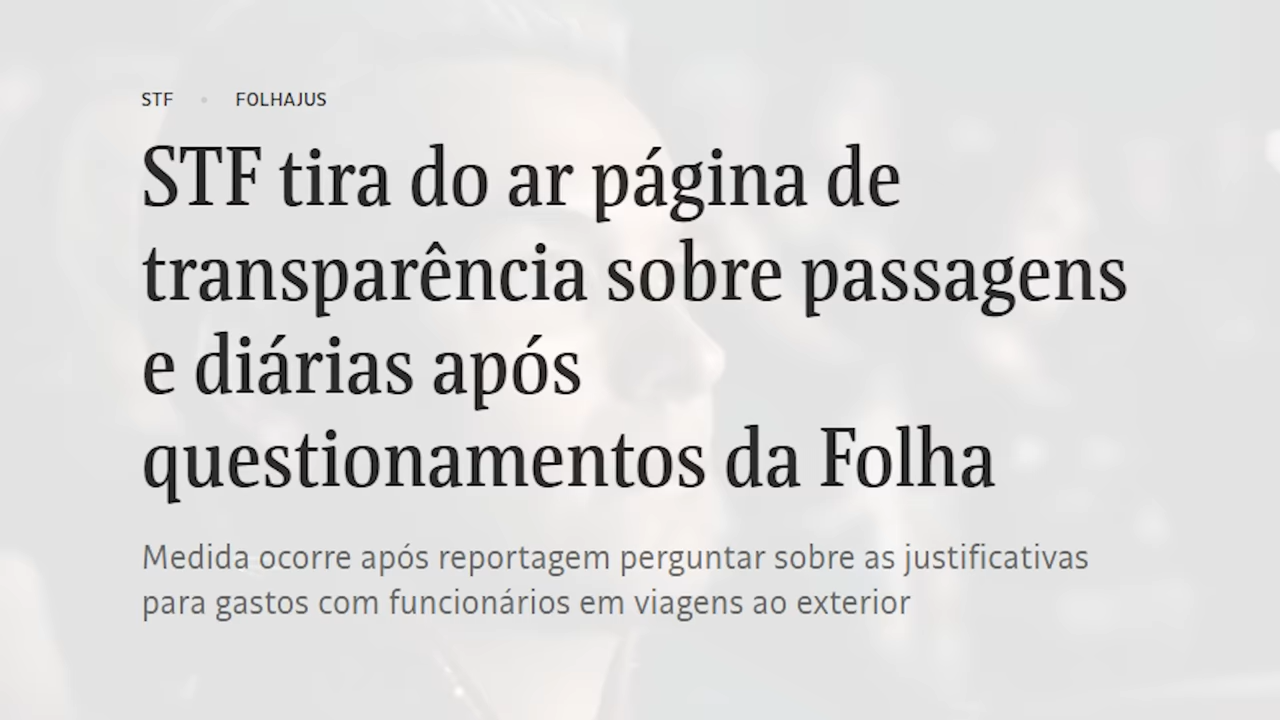 STF • FOLHAJUS
STF tira do ar página de
transparência sobre passagens
e diárias após
questionamentos da Folha
Medida ocorre após reportagem perguntar sobre as justificativas
para gastos com funcionários em viagens ao exterior